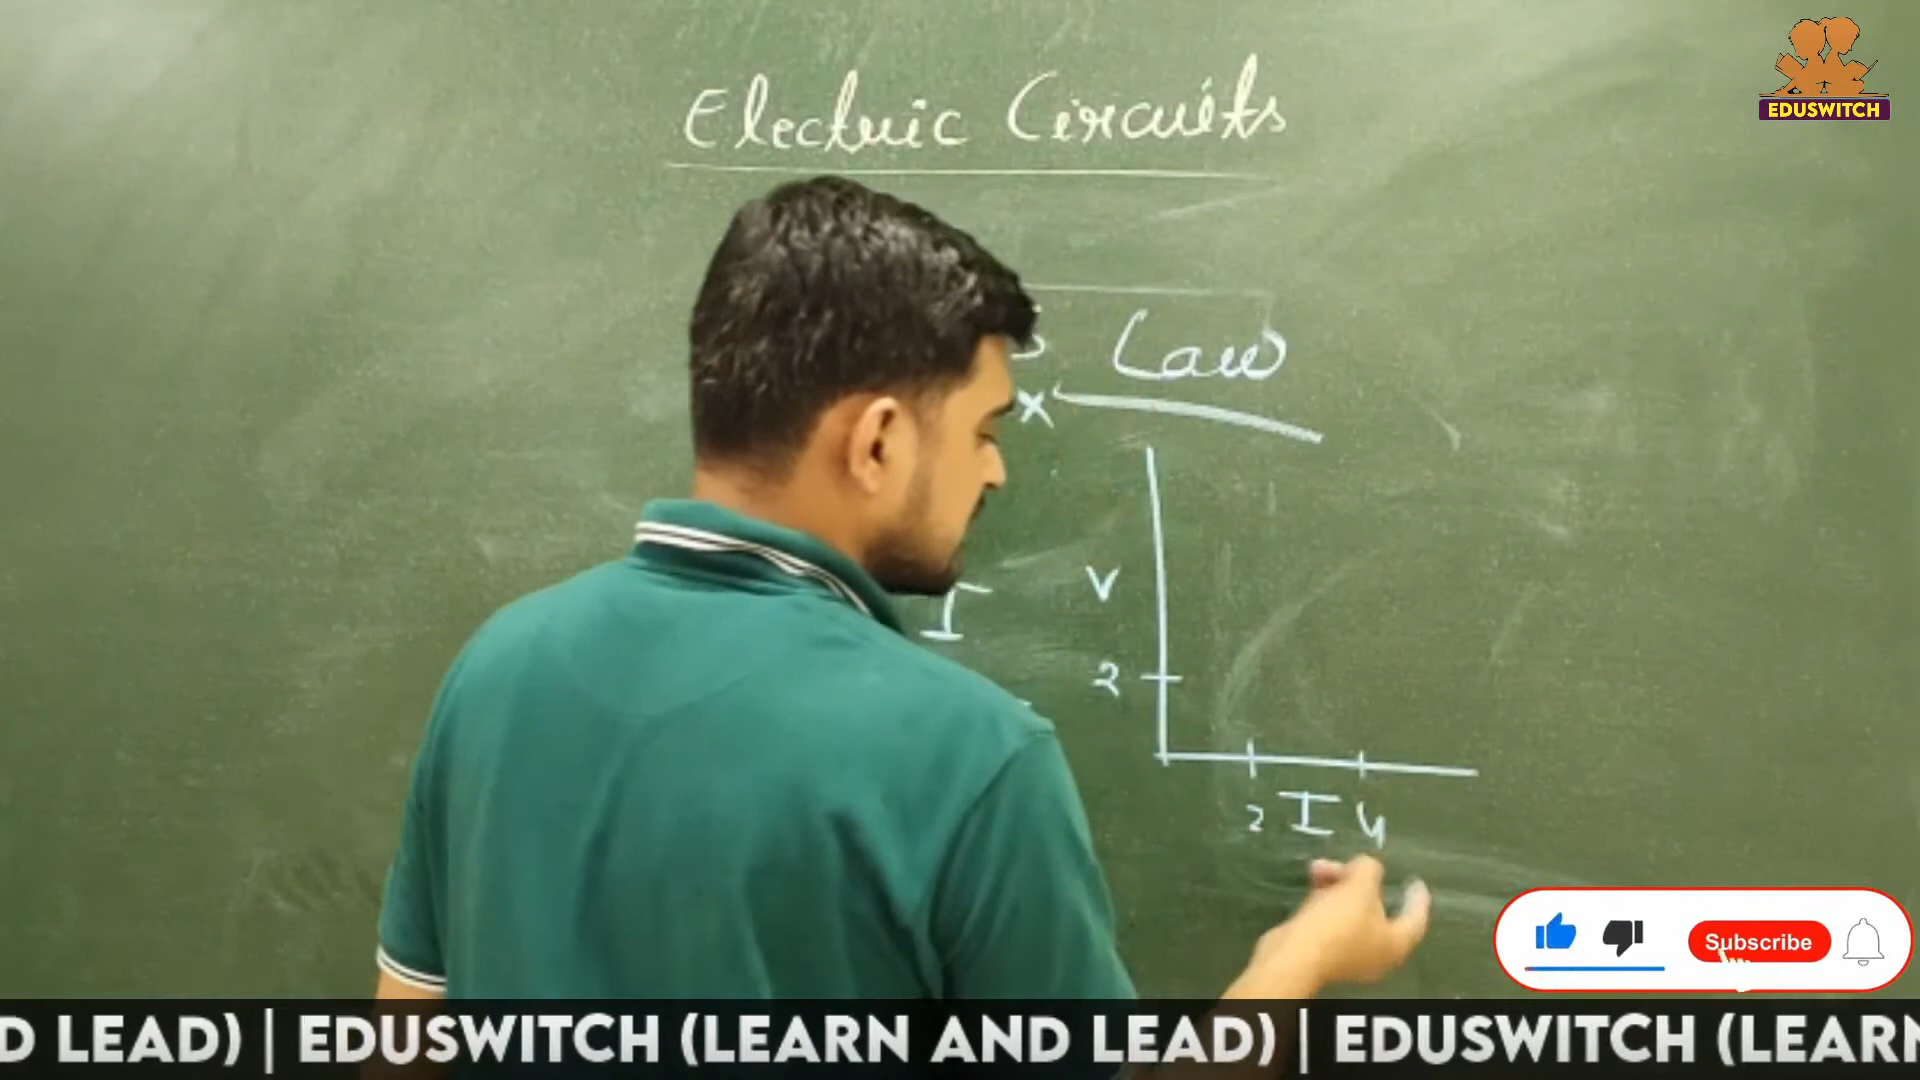 Electric Circuits
EDUSWITCH
s Law
x
V
I
2
2 I 4
Subscribe
D LEAD) | EDUSWITCH (LEARN AND LEAD) | EDUSWITCH (LEARN